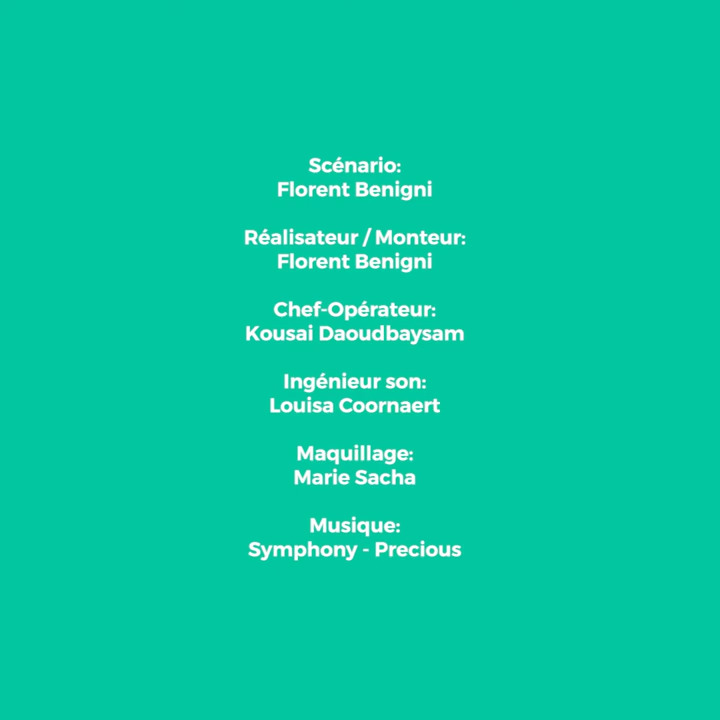 Scénario:
Florent Benigni
Réalisateur / Monteur:
Florent Benigni
Chef-Opérateur:
Kousai Daoudbaysam
Ingénieur son:
Louisa Coornaert
Maquillage:
Marie Sacha
Musique:
Symphony - Precious